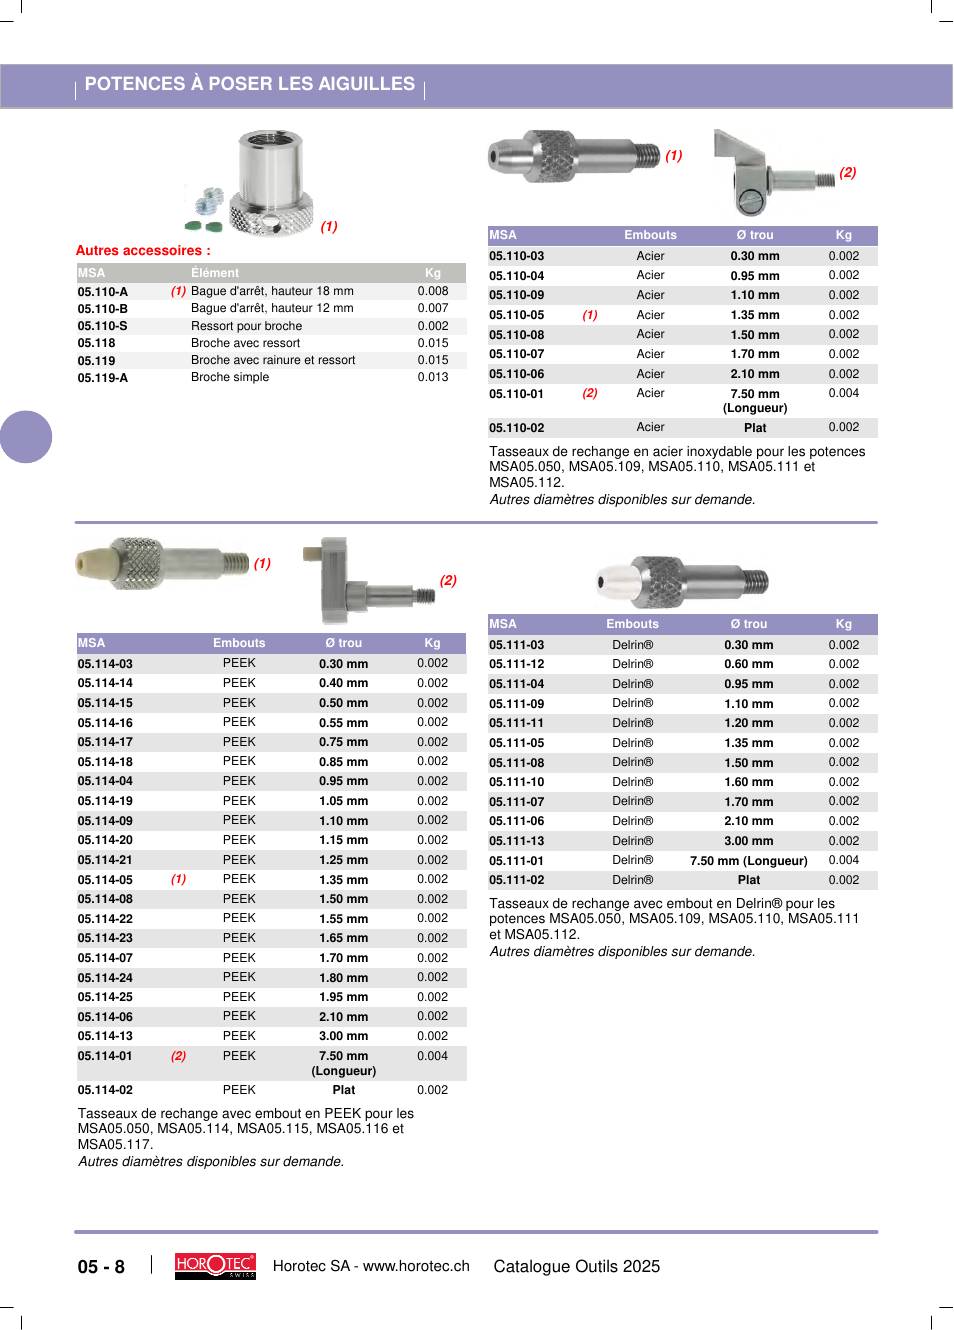 POTENCES À POSER LES AIGUILLES
(1)
Autres accessoires :
MSA Élément Kg
05.110-A (1) Bague d'arrêt, hauteur 18 mm 0.008
05.110-B Bague d'arrêt, hauteur 12 mm 0.007
05.110-S Ressort pour broche 0.002
05.118 Broche avec ressort 0.015
05.119 Broche avec rainure et ressort 0.015
05.119-A Broche simple 0.013
(1)
(2)
MSA Embouts Ø trou Kg
05.110-03 Acier 0.30 mm 0.002
05.110-04 Acier 0.95 mm 0.002
05.110-09 Acier 1.10 mm 0.002
05.110-05 (1) Acier 1.35 mm 0.002
05.110-08 Acier 1.50 mm 0.002
05.110-07 Acier 1.70 mm 0.002
05.110-06 Acier 2.10 mm 0.002
05.110-01 (2) Acier 7.50 mm 0.004
(Longueur)
05.110-02 Acier Plat 0.002
Tasseaux de rechange en acier inoxydable pour les potences
MSA05.050, MSA05.109, MSA05.110, MSA05.111 et
MSA05.112.
Autres diamètres disponibles sur demande.
(1)
(2)
MSA Embouts Ø trou Kg
05.114-03 PEEK 0.30 mm 0.002
05.114-14 PEEK 0.40 mm 0.002
05.114-15 PEEK 0.50 mm 0.002
05.114-16 PEEK 0.55 mm 0.002
05.114-17 PEEK 0.75 mm 0.002
05.114-18 PEEK 0.85 mm 0.002
05.114-04 PEEK 0.95 mm 0.002
05.114-19 PEEK 1.05 mm 0.002
05.114-09 PEEK 1.10 mm 0.002
05.114-20 PEEK 1.15 mm 0.002
05.114-21 PEEK 1.25 mm 0.002
05.114-05 (1) PEEK 1.35 mm 0.002
05.114-08 PEEK 1.50 mm 0.002
05.114-22 PEEK 1.55 mm 0.002
05.114-23 PEEK 1.65 mm 0.002
05.114-07 PEEK 1.70 mm 0.002
05.114-24 PEEK 1.80 mm 0.002
05.114-25 PEEK 1.95 mm 0.002
05.114-06 PEEK 2.10 mm 0.002
05.114-13 PEEK 3.00 mm 0.002
05.114-01 (2) PEEK 7.50 mm 0.004
(Longueur)
05.114-02 PEEK Plat 0.002
Tasseaux de rechange avec embout en PEEK pour les
MSA05.050, MSA05.114, MSA05.115, MSA05.116 et
MSA05.117.
Autres diamètres disponibles sur demande.
MSA Embouts Ø trou Kg
05.111-03 Delrin® 0.30 mm 0.002
05.111-12 Delrin® 0.60 mm 0.002
05.111-04 Delrin® 0.95 mm 0.002
05.111-09 Delrin® 1.10 mm 0.002
05.111-11 Delrin® 1.20 mm 0.002
05.111-05 Delrin® 1.35 mm 0.002
05.111-08 Delrin® 1.50 mm 0.002
05.111-10 Delrin® 1.60 mm 0.002
05.111-07 Delrin® 1.70 mm 0.002
05.111-06 Delrin® 2.10 mm 0.002
05.111-13 Delrin® 3.00 mm 0.002
05.111-01 Delrin® 7.50 mm (Longueur) 0.004
05.111-02 Delrin® Plat 0.002
Tasseaux de rechange avec embout en Delrin® pour les
potences MSA05.050, MSA05.109, MSA05.110, MSA05.111
et MSA05.112.
Autres diamètres disponibles sur demande.
05 - 8 HOROTEC® Horotec SA - www.horotec.ch Catalogue Outils 2025
SWISS